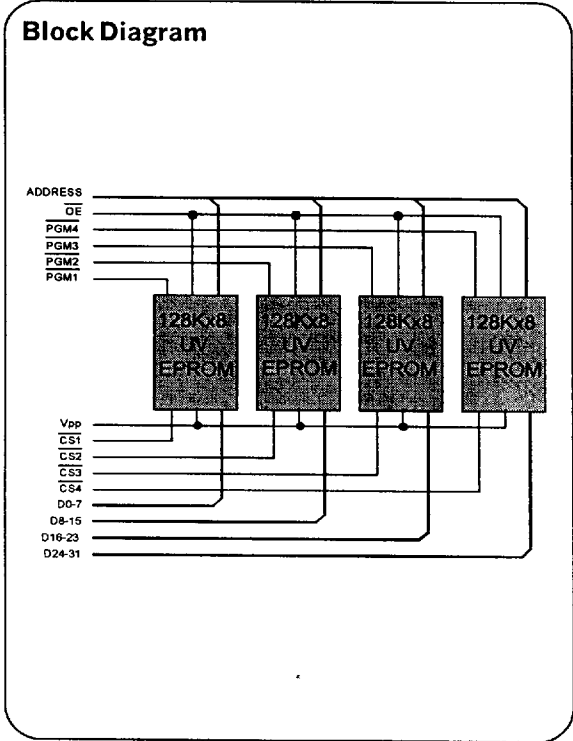 Block Diagram
ADDRESS
OE
PGM4
PGM3
PGM2
PGM1
128Kx8 UV EPROM
128Kx8 UV EPROM
128Kx8 UV EPROM
128Kx8 UV EPROM
Vpp
CS1
CS2
CS3
CS4
D0-7
D8-15
D16-23
D24-31